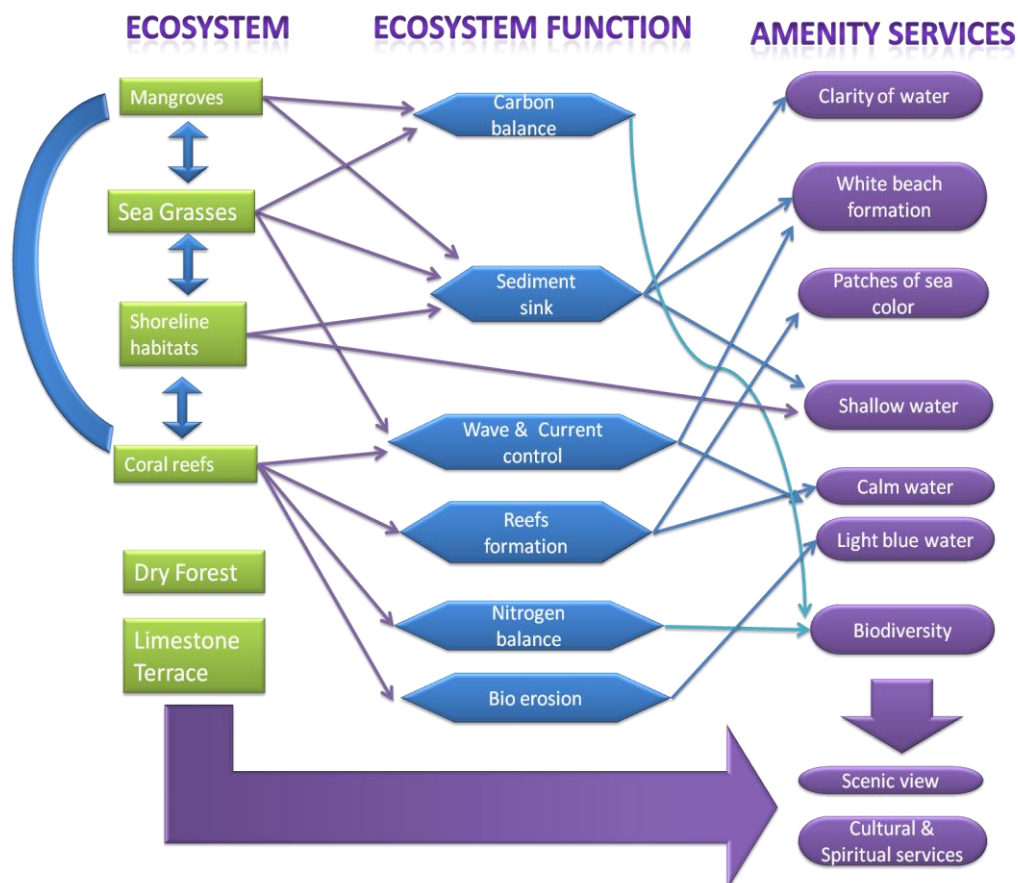 ECOSYSTEM
ECOSYSTEM FUNCTION
AMENITY SERVICES
Mangroves
Sea Grasses
Shoreline
habitats
Coral reefs
Dry Forest
Limestone
Terrace
Carbon
balance
Sediment
sink
Wave & Current
control
Reefs
formation
Nitrogen
balance
Bio erosion
Clarity of water
White beach
formation
Patches of sea
color
Shallow water
Calm water
Light blue water
Biodiversity
Scenic view
Cultural &
Spiritual services